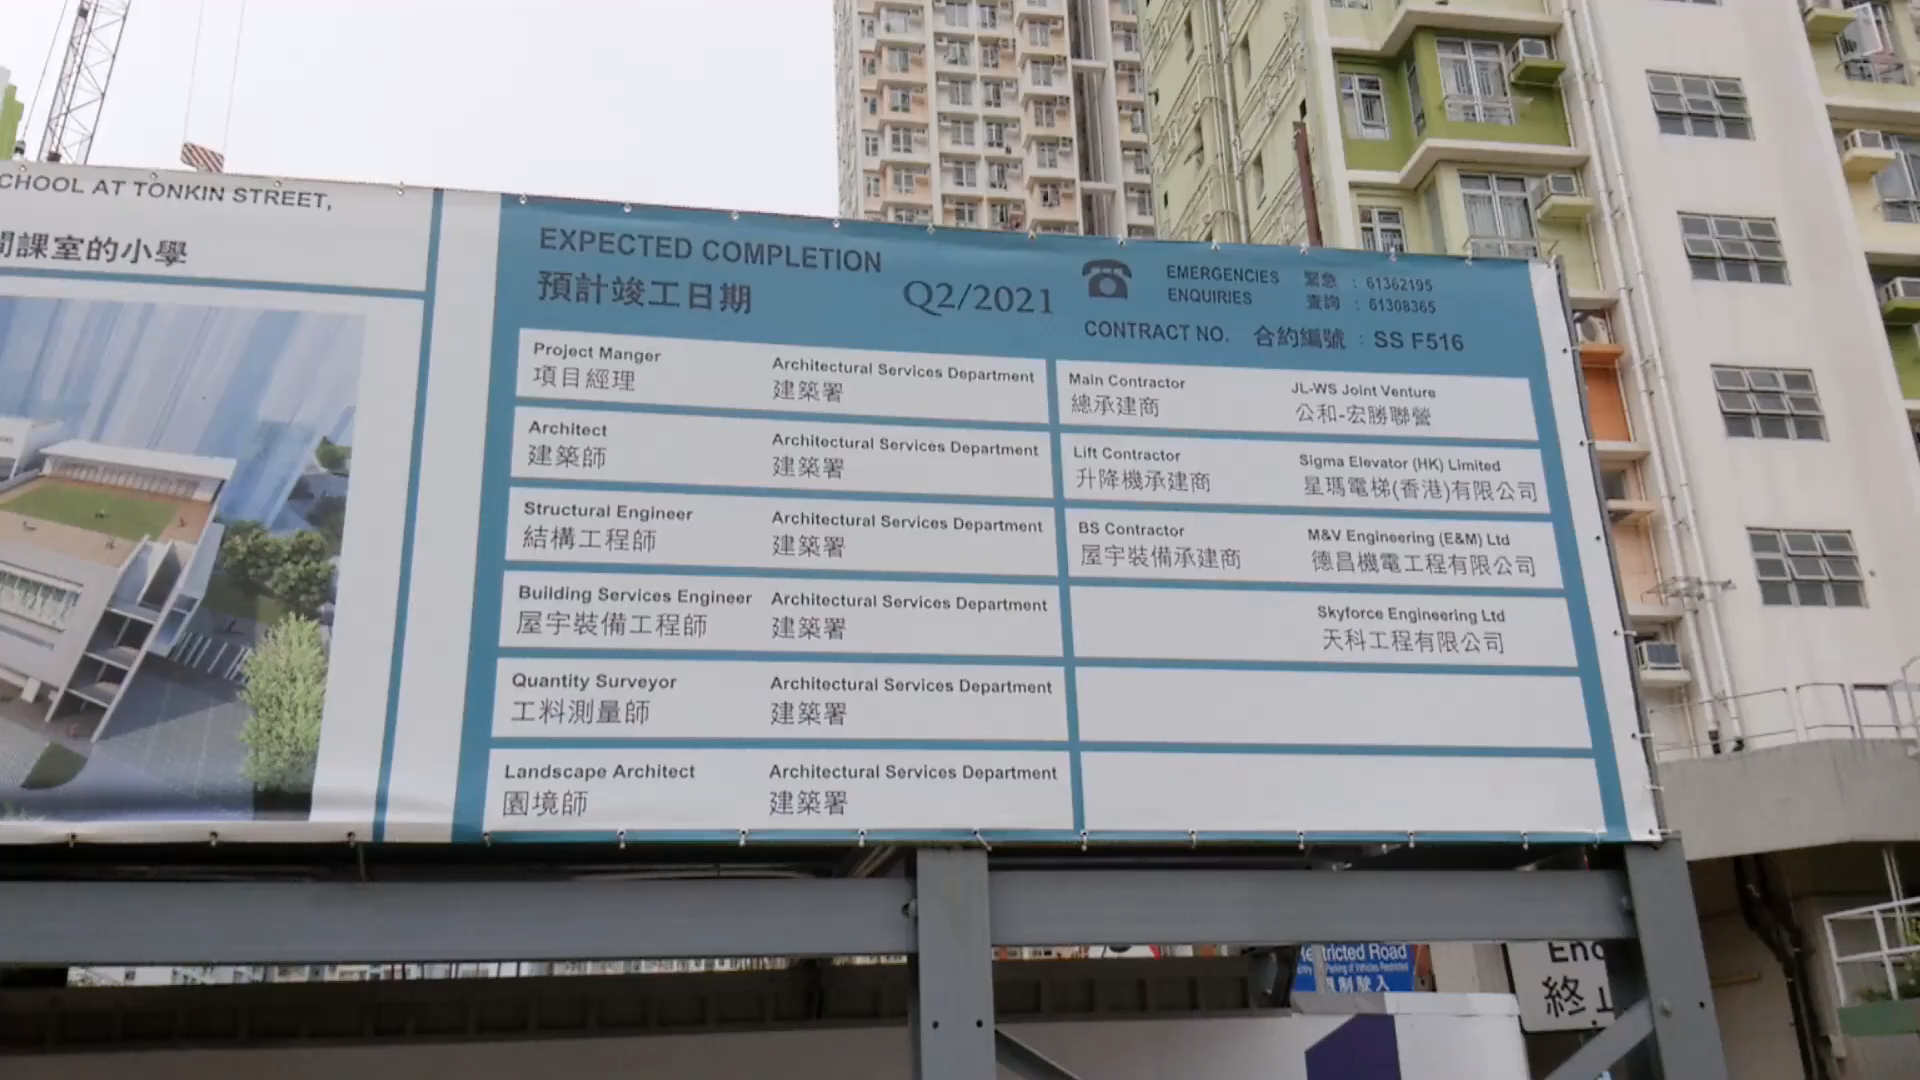 CHOOL AT TONKIN STREET,
間課室的小學
EXPECTED COMPLETION
預計竣工日期
Q2/2021
EMERGENCIES 緊急 : 61362195
ENQUIRIES 查詢 : 61308365
CONTRACT NO. 合約編號 : SS F516
Project Manger Architectural Services Department
項目經理 建築署
Architect Architectural Services Department
建築師 建築署
Structural Engineer Architectural Services Department
結構工程師 建築署
Building Services Engineer Architectural Services Department
屋宇裝備工程師 建築署
Quantity Surveyor Architectural Services Department
工料測量師 建築署
Landscape Architect Architectural Services Department
園境師 建築署
Main Contractor JL-WS Joint Venture
總承建商 公和-宏勝聯營
Lift Contractor Sigma Elevator (HK) Limited
升降機承建商 星瑪電梯(香港)有限公司
BS Contractor M&V Engineering (E&M) Ltd
屋宇裝備承建商 德昌機電工程有限公司
Skyforce Engineering Ltd
天科工程有限公司
Restricted Road
Parking of Vehicles Restricted
限制駛入
End
終止